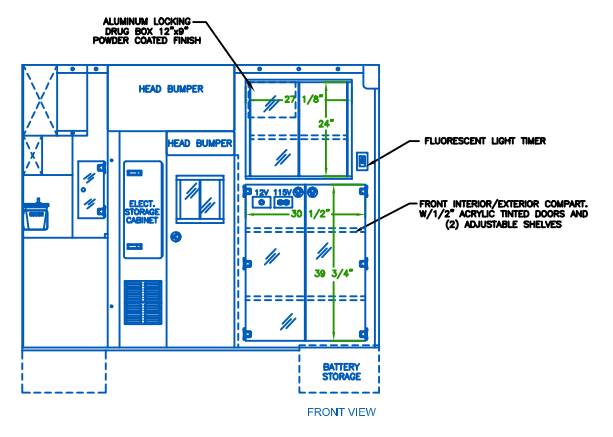 ALUMINUM LOCKING
DRUG BOX 12"x9"
POWDER COATED FINISH
HEAD BUMPER
27 1/8"
24"
HEAD BUMPER
FLUORESCENT LIGHT TIMER
12V 115V
ELECT.
STORAGE
CABINET
30 1/2"
FRONT INTERIOR/EXTERIOR COMPART.
W/1/2" ACRYLIC TINTED DOORS AND
(2) ADJUSTABLE SHELVES
39 3/4"
BATTERY
STORAGE
FRONT VIEW